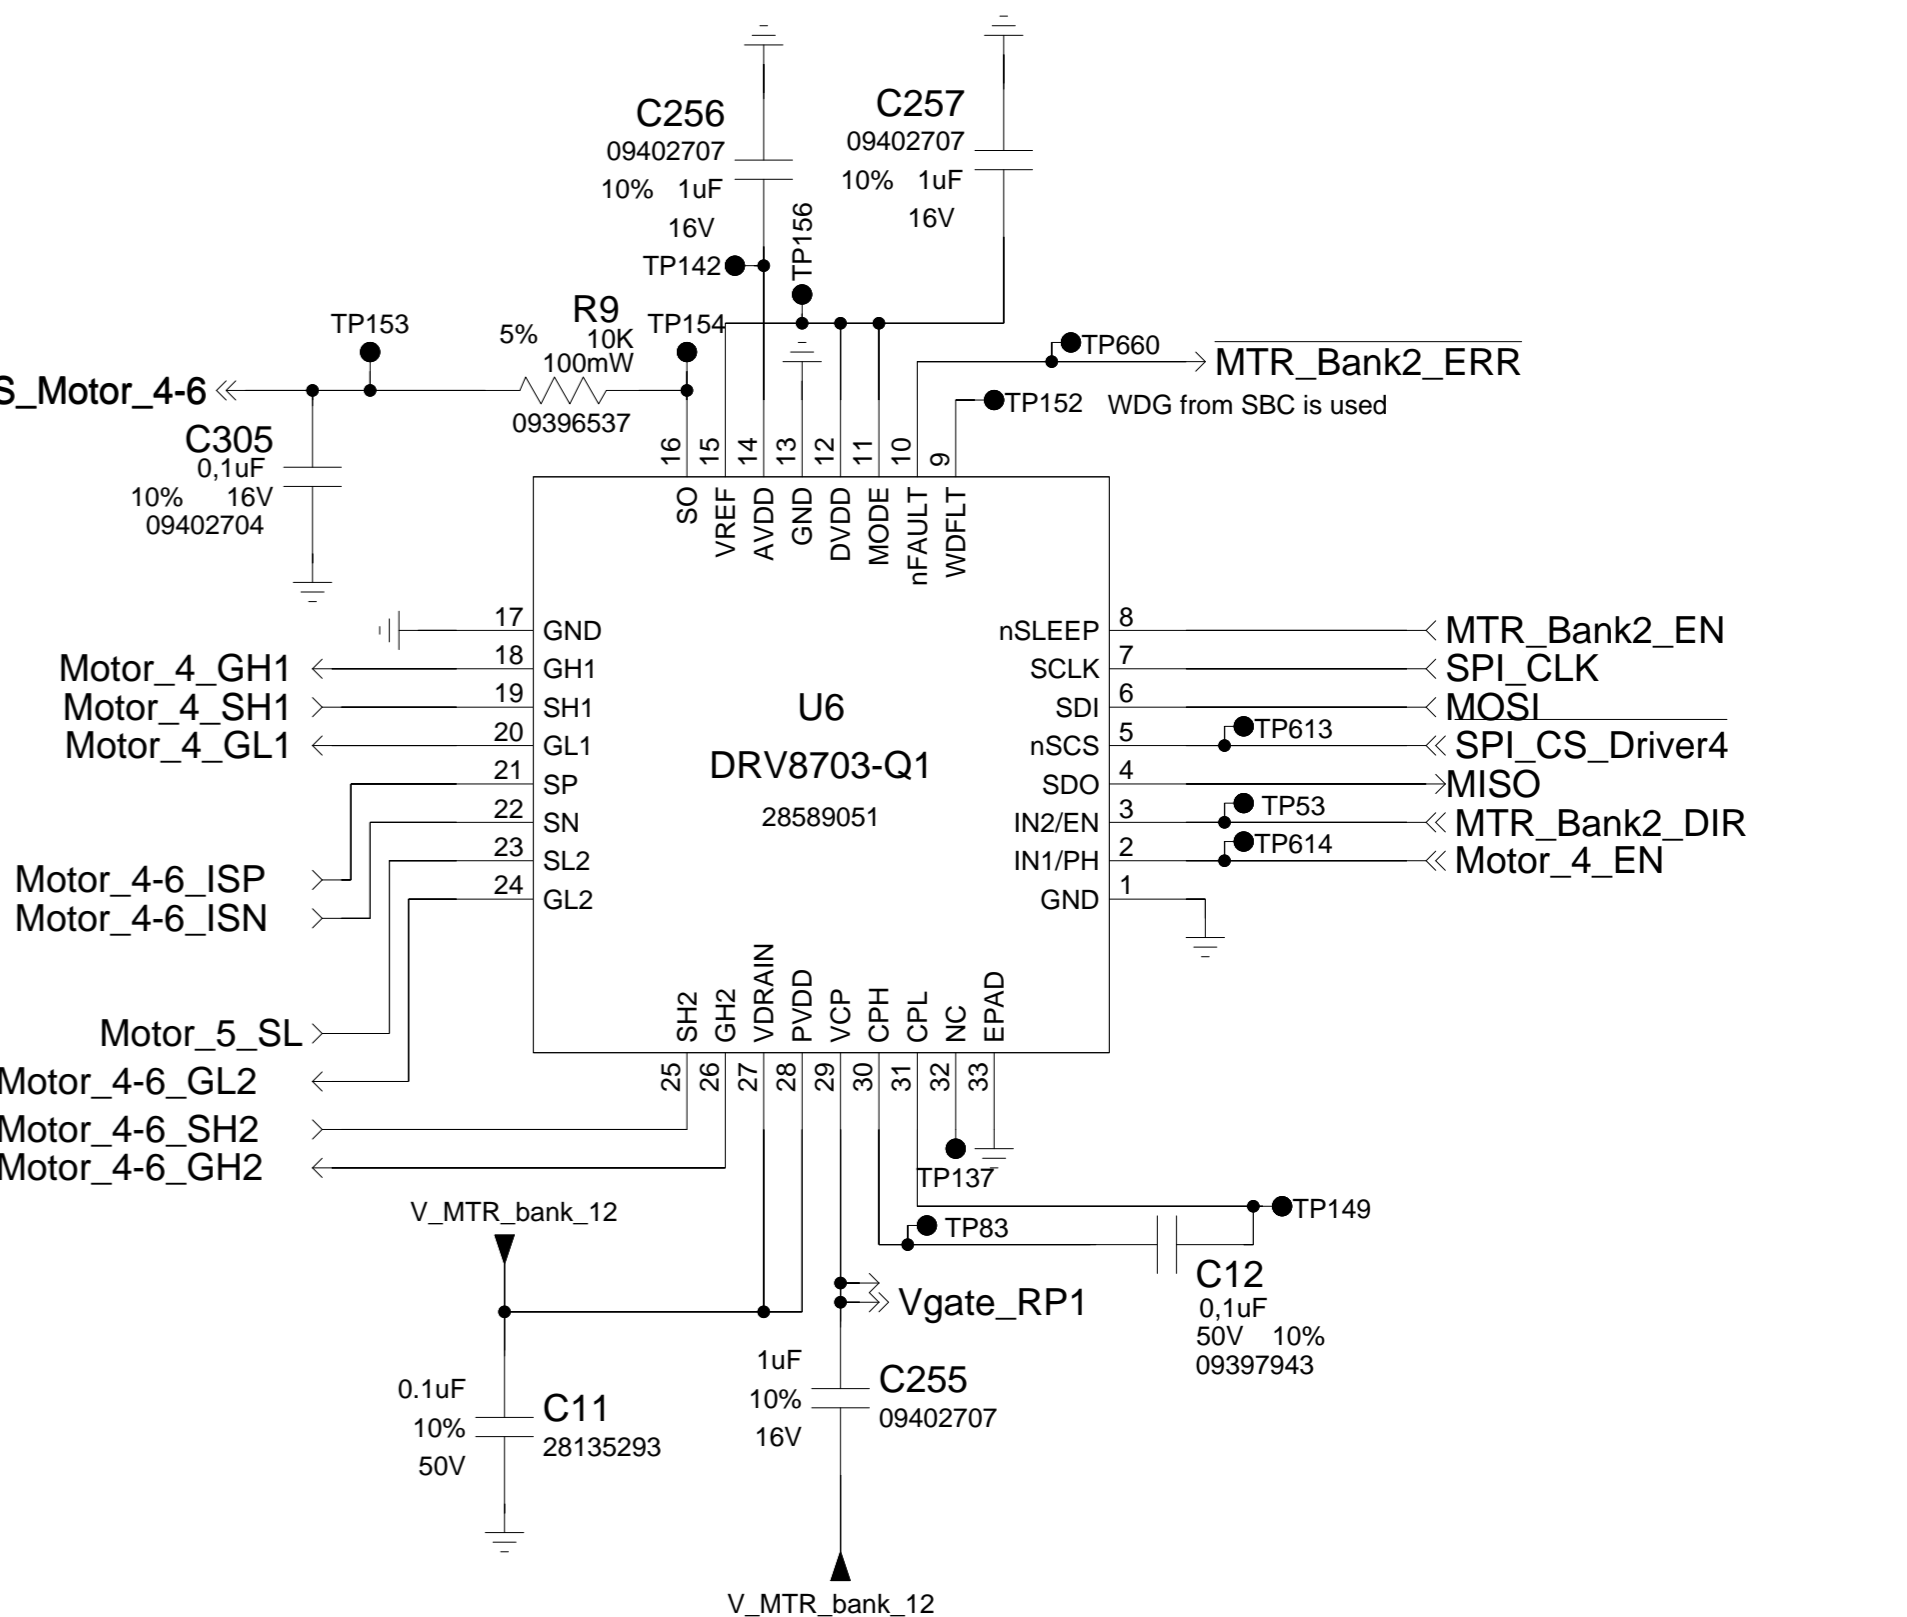 C256
09402707
10% 1uF
16V
C257
09402707
10% 1uF
16V
TP142
TP156
TP153
5%
R9
10K
100mW
09396537
TP154
S_Motor_4-6
C305
0,1uF
10% 16V
09402704
TP660
MTR_Bank2_ERR
TP152
WDG from SBC is used
16
15
14
13
12
11
10
9
SO
VREF
AVDD
GND
DVDD
MODE
nFAULT
WDFLT
17 GND
Motor_4_GH1 18 GH1
Motor_4_SH1 19 SH1
Motor_4_GL1 20 GL1
21 SP
22 SN
23 SL2
24 GL2
Motor_4-6_ISP
Motor_4-6_ISN
Motor_5_SL
Motor_4-6_GL2
Motor_4-6_SH2
Motor_4-6_GH2
U6
DRV8703-Q1
28589051
nSLEEP 8 MTR_Bank2_EN
SCLK 7 SPI_CLK
SDI 6 MOSI
nSCS 5 TP613 SPI_CS_Driver4
SDO 4 MISO
IN2/EN 3 TP53 MTR_Bank2_DIR
IN1/PH 2 TP614 Motor_4_EN
GND 1
SH2
GH2
VDRAIN
PVDD
VCP
CPH
CPL
NC
EPAD
25
26
27
28
29
30
31
32
33
TP137
TP149
TP83
C12
0,1uF
50V 10%
09397943
V_MTR_bank_12
Vgate_RP1
0.1uF
10%
50V
C11
28135293
1uF
10%
16V
C255
09402707
V_MTR_bank_12